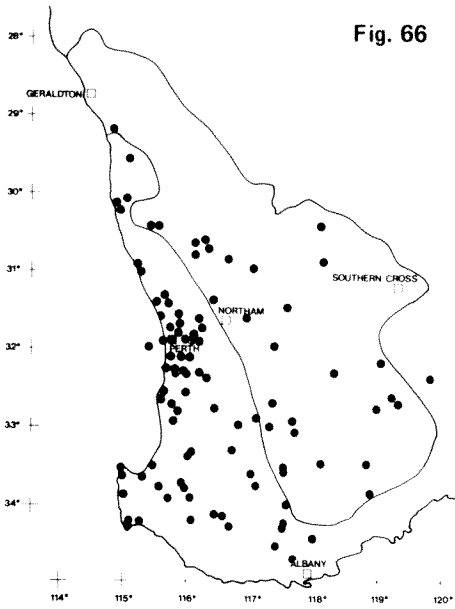 Fig. 66
28°
GERALDTON
29°
30°
31°
SOUTHERN CROSS
NORTHAM
32°
PERTH
33°
34°
ALBANY
114° 115° 116° 117° 118° 119° 120°